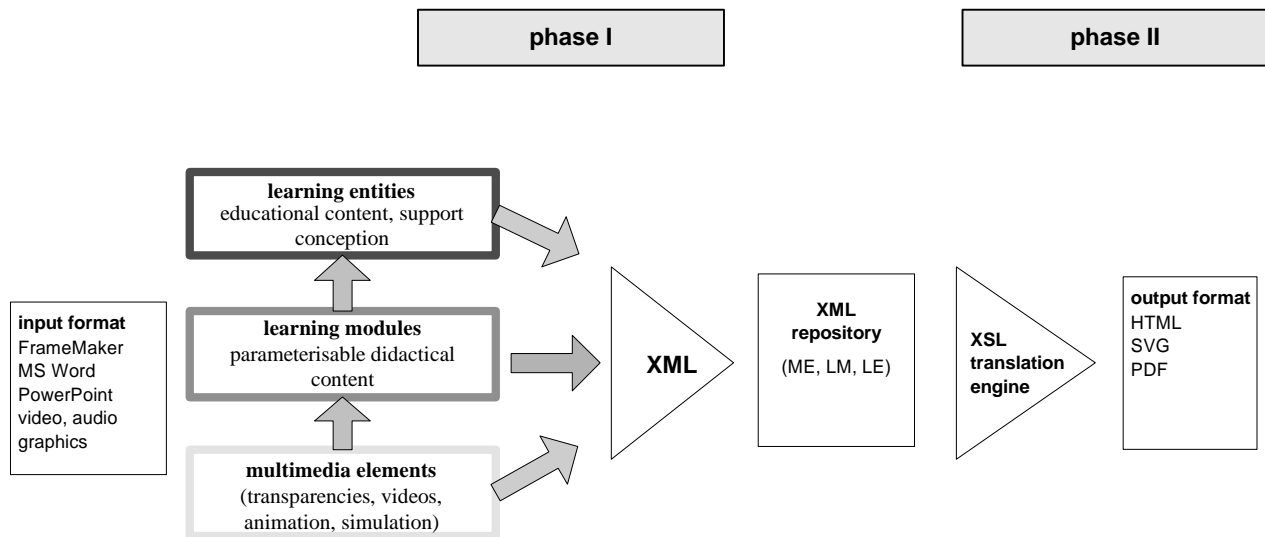 phase I
phase II
learning entities
educational content, support
conception
input format
FrameMaker
MS Word
PowerPoint
video, audio
graphics
learning modules
parameterisable didactical
content
multimedia elements
(transparencies, videos,
animation, simulation)
XML
XML
repository
(ME, LM, LE)
XSL
translation
engine
output format
HTML
SVG
PDF